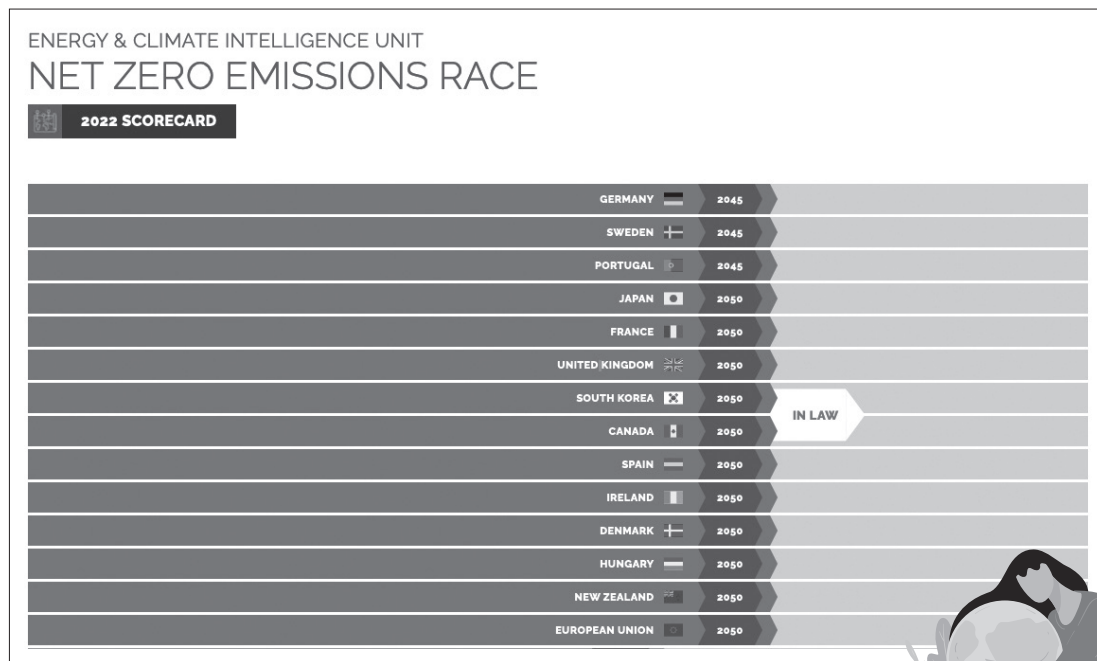 ENERGY & CLIMATE INTELLIGENCE UNIT
NET ZERO EMISSIONS RACE
2022 SCORECARD
GERMANY 2045
SWEDEN 2045
PORTUGAL 2045
JAPAN 2050
FRANCE 2050
UNITED KINGDOM 2050
SOUTH KOREA 2050
IN LAW
CANADA 2050
SPAIN 2050
IRELAND 2050
DENMARK 2050
HUNGARY 2050
NEW ZEALAND 2050
EUROPEAN UNION 2050